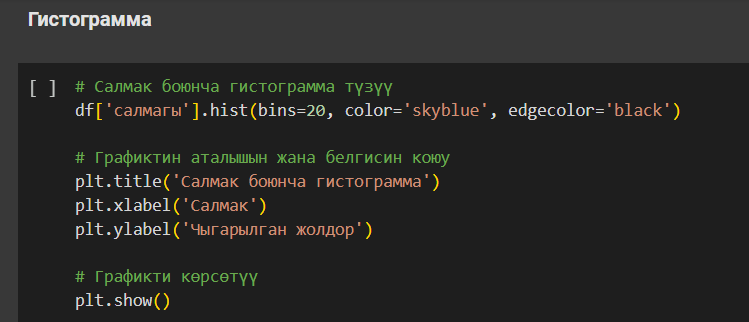 Гистограмма
[ ] # Салмак боюнча гистограмма түзүү
df['салмагы'].hist(bins=20, color='skyblue', edgecolor='black')
# Графиктин аталышын жана белгисин коюу
plt.title('Салмак боюнча гистограмма')
plt.xlabel('Салмак')
plt.ylabel('Чыгарылган жолдор')
# Графикти көрсөтүү
plt.show()